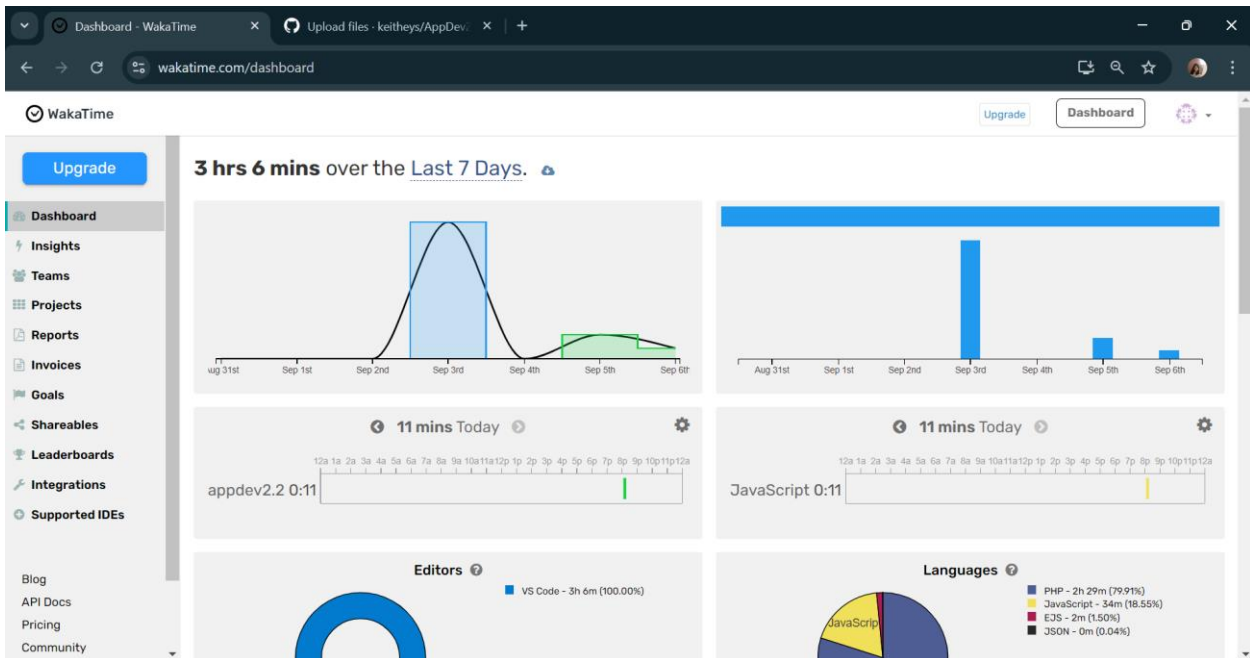 Dashboard - WakaTime
Upload files · keitheys/AppDev
wakatime.com/dashboard
WakaTime
Upgrade
Dashboard
Upgrade
Dashboard
Insights
Teams
Projects
Reports
Invoices
Goals
Shareables
Leaderboards
Integrations
Supported IDEs
Blog
API Docs
Pricing
Community
3 hrs 6 mins over the Last 7 Days.
Aug 31st Sep 1st Sep 2nd Sep 3rd Sep 4th Sep 5th Sep 6th
Aug 31st Sep 1st Sep 2nd Sep 3rd Sep 4th Sep 5th Sep 6th
11 mins Today
12a 1a 2a 3a 4a 5a 6a 7a 8a 9a 10a 11a 12p 1p 2p 3p 4p 5p 6p 7p 8p 9p 10p 11p 12a
appdev2.2 0:11
11 mins Today
12a 1a 2a 3a 4a 5a 6a 7a 8a 9a 10a 11a 12p 1p 2p 3p 4p 5p 6p 7p 8p 9p 10p 11p 12a
JavaScript 0:11
Editors
VS Code - 3h 6m (100.00%)
Languages
JavaScrip
PHP - 2h 29m (79.91%)
JavaScript - 34m (18.55%)
EJS - 2m (1.50%)
JSON - 0m (0.04%)